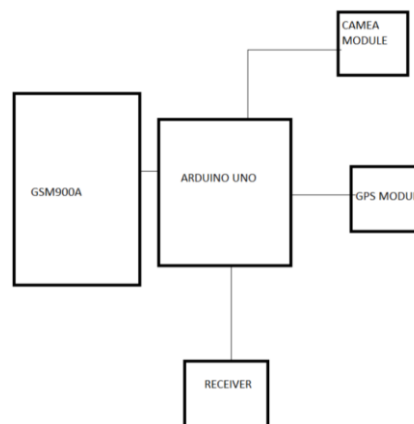 CAMEA
MODULE
GSM900A
ARDUINO UNO
GPS MODUL
RECEIVER